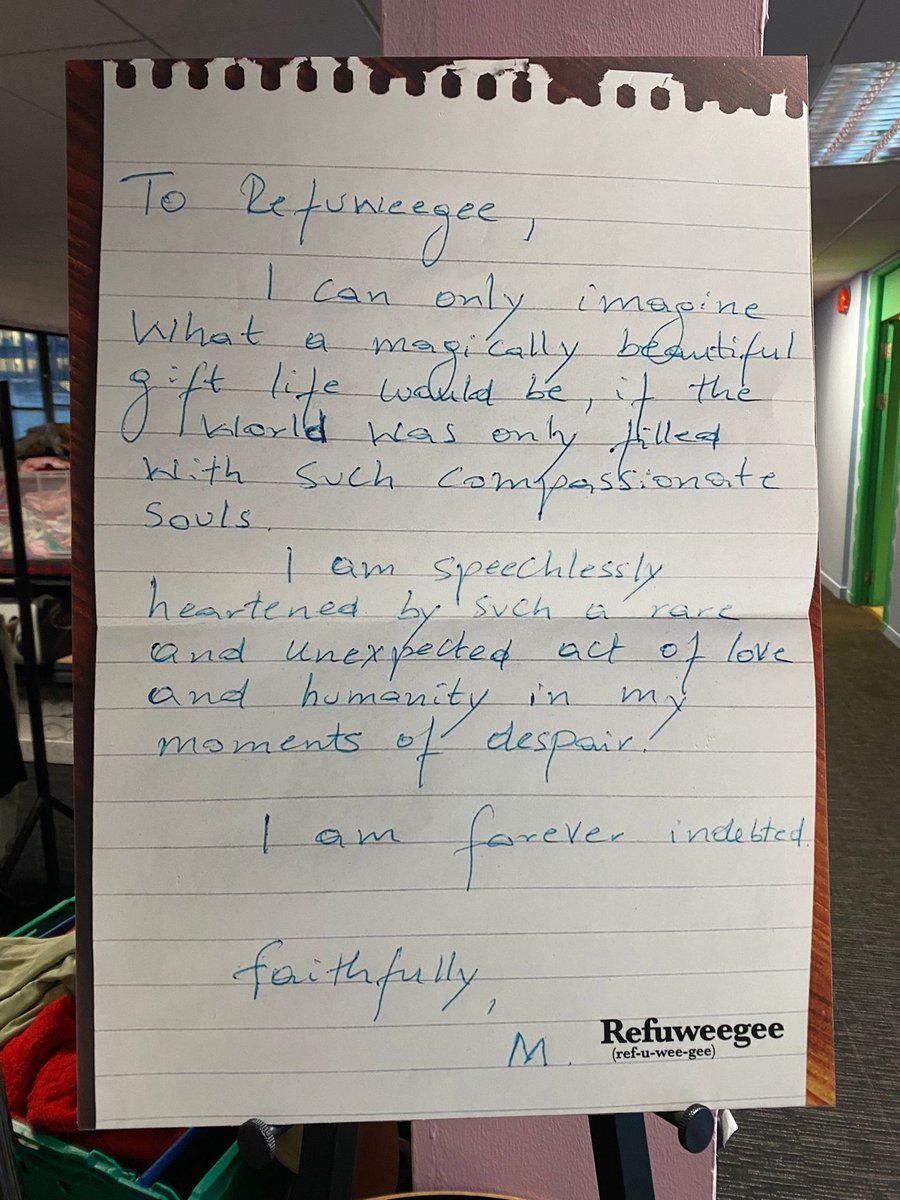 To Refuweegee,
I can only imagine
What a magically beautiful
gift life would be, if the
World was only filled
With such compassionate
souls.
I am speechlessly
heartened by such a rare
and unexpected act of love
and humanity in my
moments of despair.
I am forever indebted.
faithfully,
M.
Refuweegee
(ref-u-wee-gee)